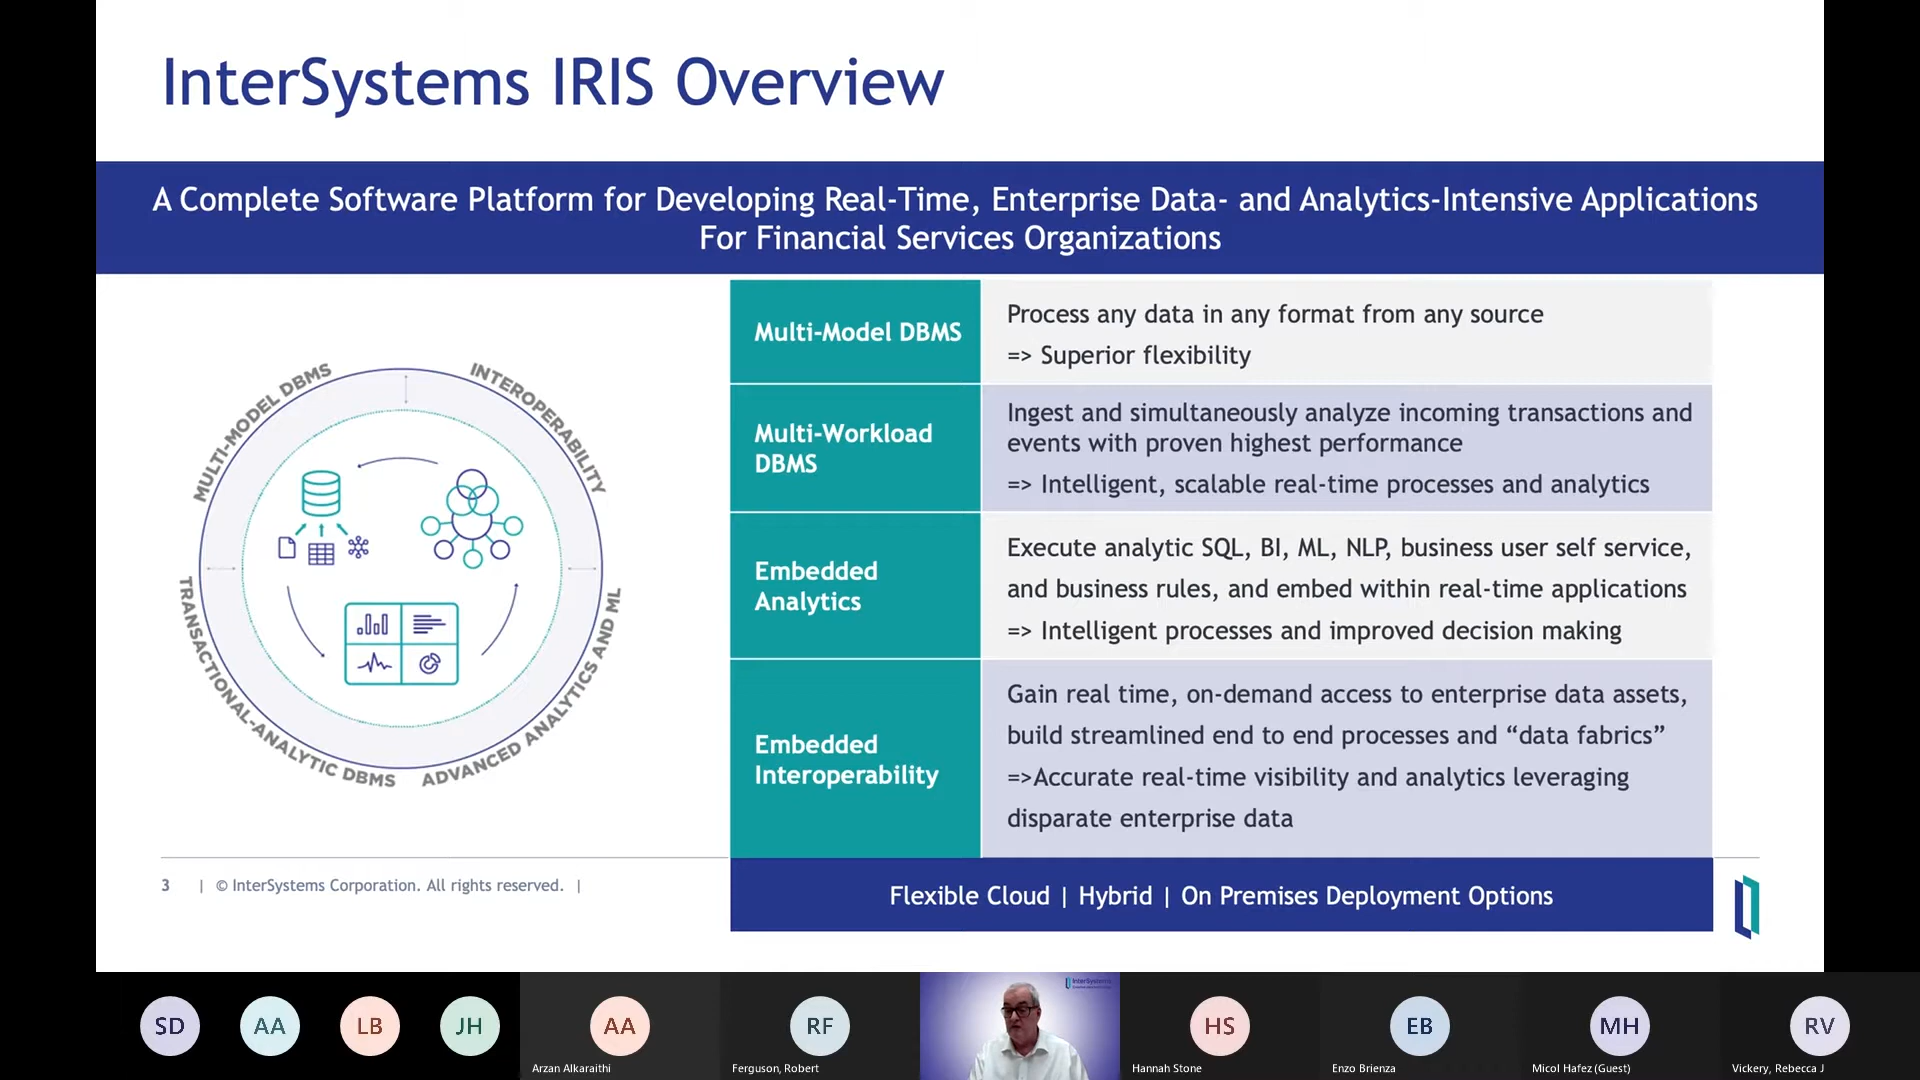 InterSystems IRIS Overview
A Complete Software Platform for Developing Real-Time, Enterprise Data- and Analytics-Intensive Applications
For Financial Services Organizations
MULTI-MODEL DBMS
INTEROPERABILITY
TRANSACTIONAL-ANALYTIC DBMS
ADVANCED ANALYTICS AND ML
Multi-Model DBMS
Process any data in any format from any source
=> Superior flexibility
Multi-Workload
DBMS
Ingest and simultaneously analyze incoming transactions and
events with proven highest performance
=> Intelligent, scalable real-time processes and analytics
Embedded
Analytics
Execute analytic SQL, BI, ML, NLP, business user self service,
and business rules, and embed within real-time applications
=> Intelligent processes and improved decision making
Embedded
Interoperability
Gain real time, on-demand access to enterprise data assets,
build streamlined end to end processes and “data fabrics”
=>Accurate real-time visibility and analytics leveraging
disparate enterprise data
Flexible Cloud | Hybrid | On Premises Deployment Options
3 | © InterSystems Corporation. All rights reserved. |
SD
AA
LB
JH
AA
Arzan Alkaraithi
RF
Ferguson, Robert
InterSystems
HS
Hannah Stone
EB
Enzo Brienza
MH
Micol Hafez (Guest)
RV
Vickery, Rebecca J